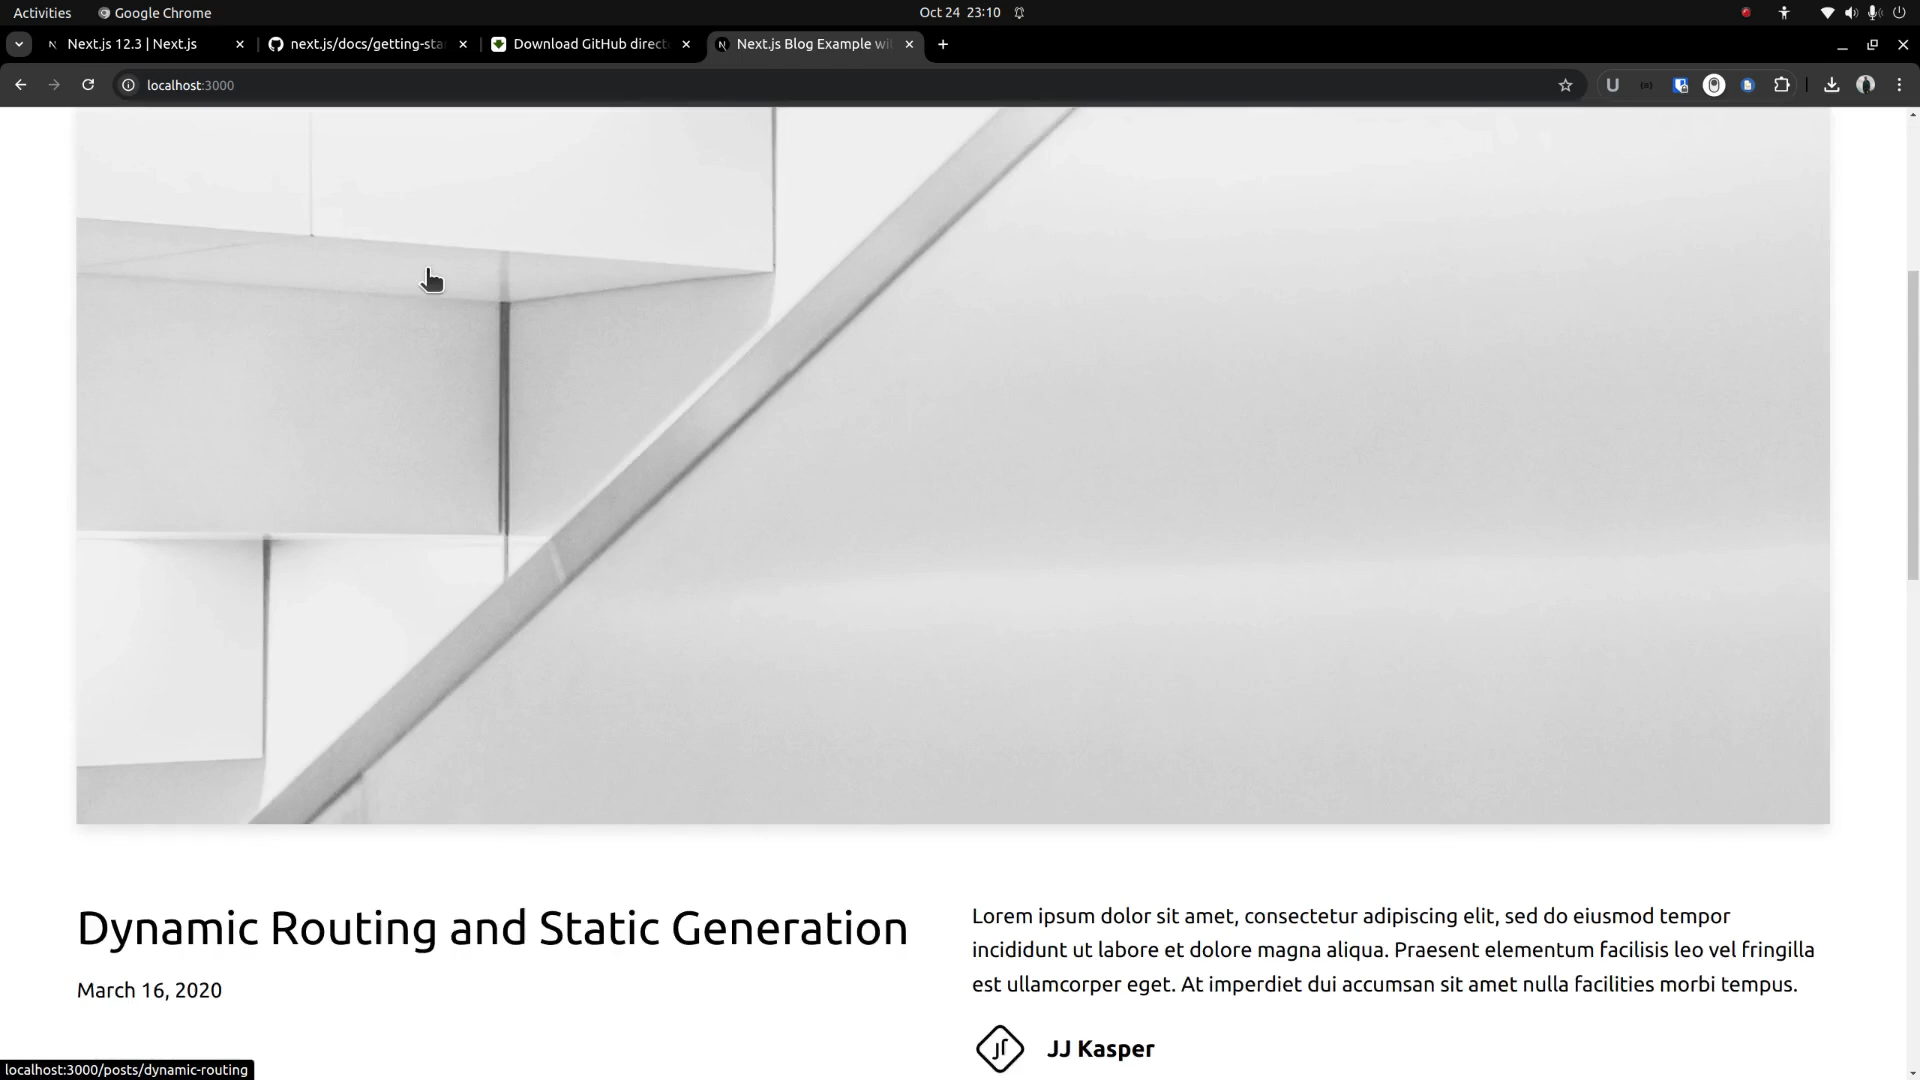 Activities
Google Chrome
Oct 24 23:10
Next.js 12.3 | Next.js
next.js/docs/getting-sta
Download GitHub direct
Next.js Blog Example wi
localhost:3000
Dynamic Routing and Static Generation
March 16, 2020
Lorem ipsum dolor sit amet, consectetur adipiscing elit, sed do eiusmod tempor
incididunt ut labore et dolore magna aliqua. Praesent elementum facilisis leo vel fringilla
est ullamcorper eget. At imperdiet dui accumsan sit amet nulla facilities morbi tempus.
JJ Kasper
localhost:3000/posts/dynamic-routing